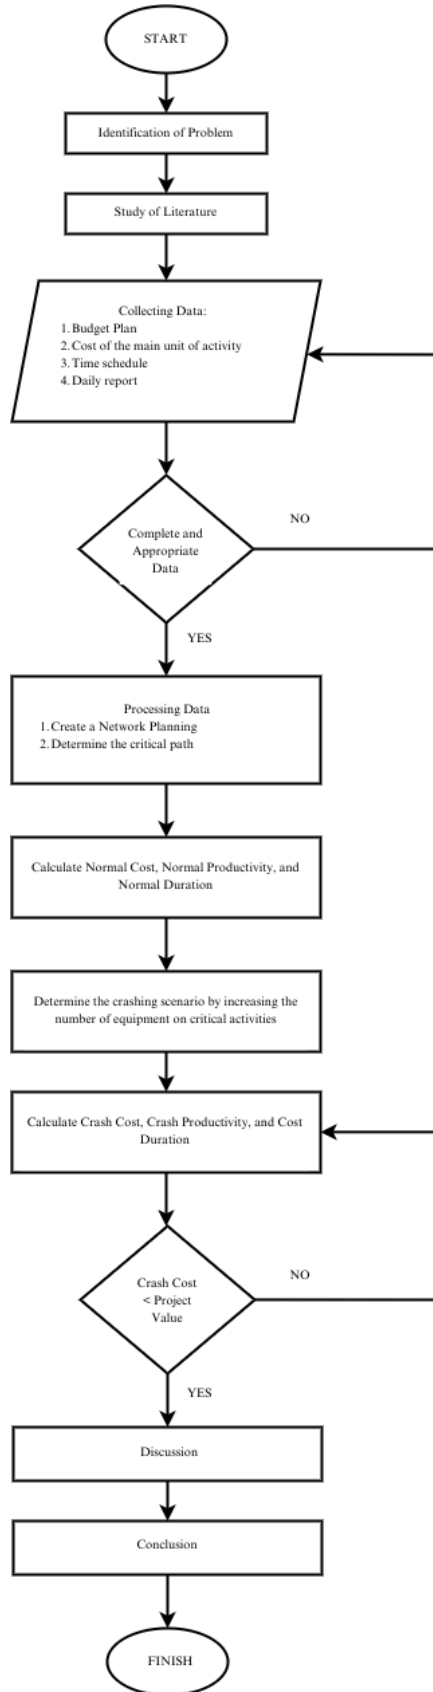 START
Identification of Problem
Study of Literature
Collecting Data:
1. Budget Plan
2. Cost of the main unit of activity
3. Time schedule
4. Daily report
NO
Complete and
Appropriate
Data
YES
Processing Data
1. Create a Network Planning
2. Determine the critical path
Calculate Normal Cost, Normal Productivity, and
Normal Duration
Determine the crashing scenario by increasing the
number of equipment on critical activities
Calculate Crash Cost, Crash Productivity, and Cost
Duration
NO
Crash Cost
< Project
Value
YES
Discussion
Conclusion
FINISH